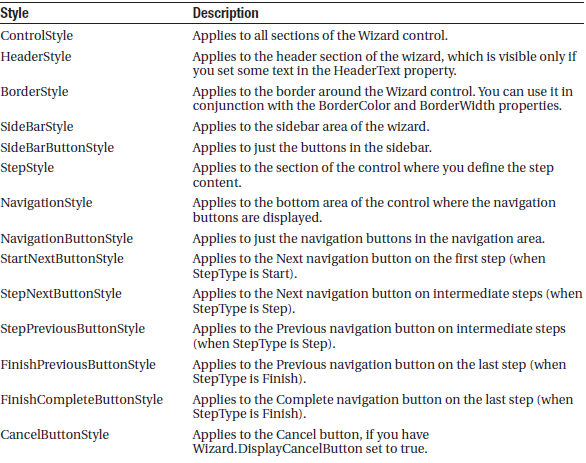 Style Description
ControlStyle Applies to all sections of the Wizard control.
HeaderStyle Applies to the header section of the wizard, which is visible only if
you set some text in the HeaderText property.
BorderStyle Applies to the border around the Wizard control. You can use it in
conjunction with the BorderColor and BorderWidth properties.
SideBarStyle Applies to the sidebar area of the wizard.
SideBarButtonStyle Applies to just the buttons in the sidebar.
StepStyle Applies to the section of the control where you define the step
content.
NavigationStyle Applies to the bottom area of the control where the navigation
buttons are displayed.
NavigationButtonStyle Applies to just the navigation buttons in the navigation area.
StartNextButtonStyle Applies to the Next navigation button on the first step (when
StepType is Start).
StepNextButtonStyle Applies to the Next navigation button on intermediate steps (when
StepType is Step).
StepPreviousButtonStyle Applies to the Previous navigation button on intermediate steps
(when StepType is Step).
FinishPreviousButtonStyle Applies to the Previous navigation button on the last step (when
StepType is Finish).
FinishCompleteButtonStyle Applies to the Complete navigation button on the last step (when
StepType is Finish).
CancelButtonStyle Applies to the Cancel button, if you have
Wizard.DisplayCancelButton set to true.